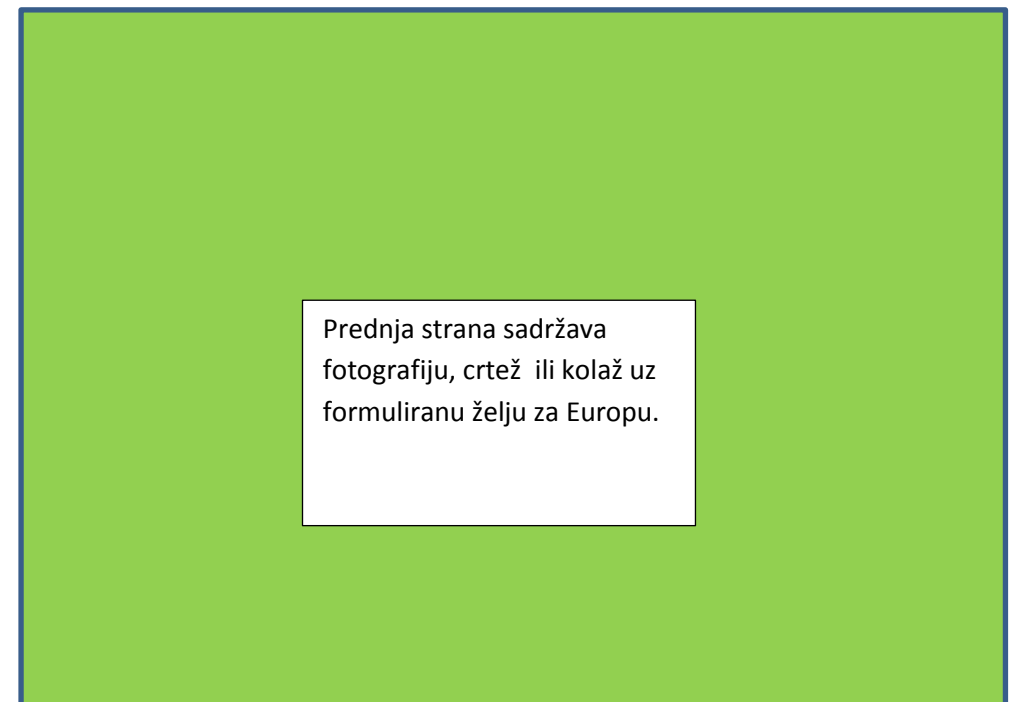 Prednja strana sadržava
fotografiju, crtež  ili kolaž uz
formuliranu želju za Europu.